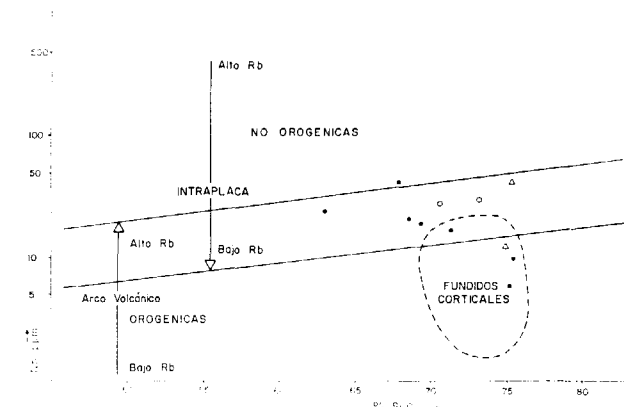 500
Alto Rb
NO OROGENICAS
100
50
INTRAPLACA
Alto Rb
Bajo Rb
10
5
Arco Volcánico
FUNDIDOS
CORTICALES
OROGENICAS
Bajo Rb
65
70
75
80